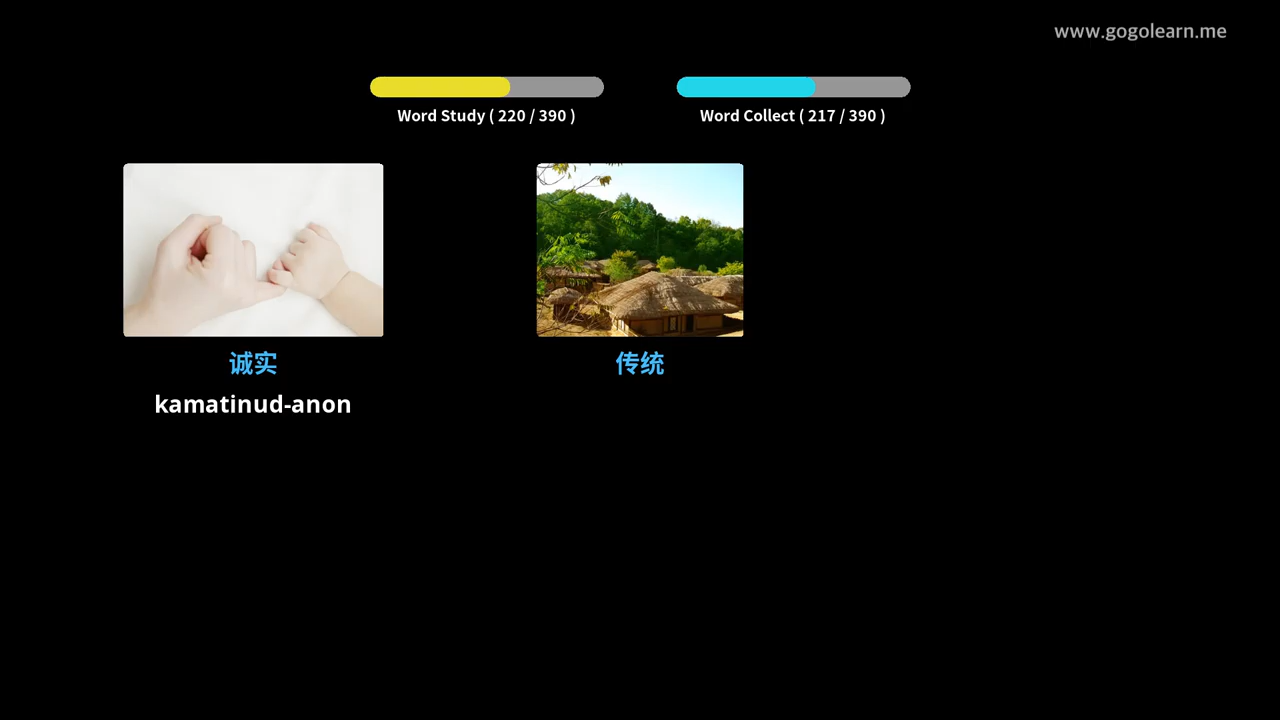 www.gogolearn.me
Word Study ( 220 / 390 )
Word Collect ( 217 / 390 )
诚实
传统
kamatinud-anon